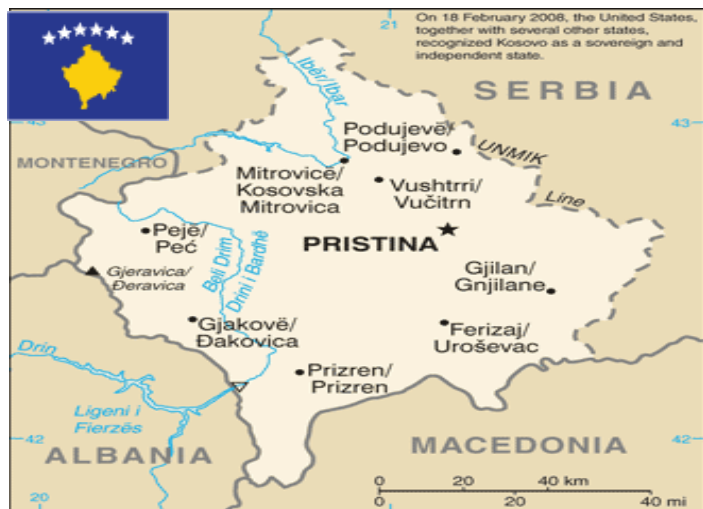 On 18 February 2008, the United States,
together with several other states,
recognized Kosovo as a sovereign and
independent state.
21
Ibër/Ibar
SERBIA
43
43
Podujevë/
Podujevo
UNMIK
Line
MONTENEGRO
Mitrovicë/
Kosovska
Mitrovica
Vushtrri/
Vučitrn
Pejë/
Peć
PRISTINA
Gjeravica/
Đeravica
Beli Drim
Drini i Bardhë
Gjilan/
Gnjilane
Gjakovë/
Đakovica
Ferizaj/
Uroševac
Drin
Prizren/
Prizren
Ligeni i
Fierzës
42
42
ALBANIA
MACEDONIA
0 20 40 km
0 20 40 mi
20